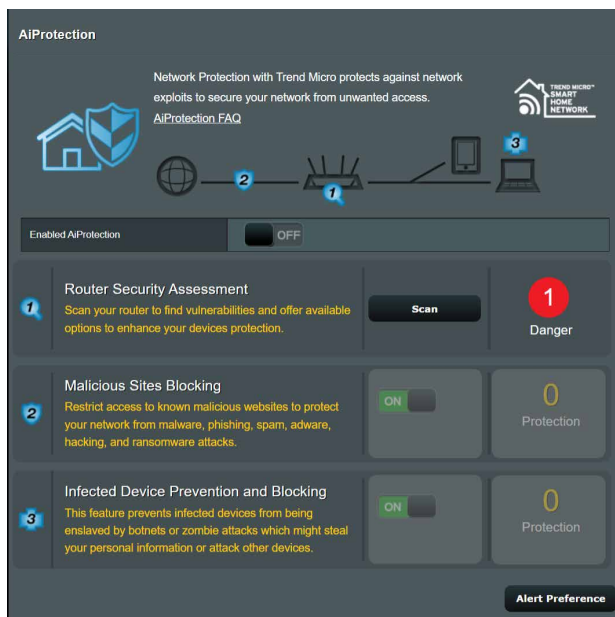 AiProtection
Network Protection with Trend Micro protects against network
exploits to secure your network from unwanted access.
AiProtection FAQ
TREND MICRO™
SMART
HOME
NETWORK
3
2
1
Enabled AiProtection
OFF
1
Router Security Assessment
Scan your router to find vulnerabilities and offer available
options to enhance your devices protection.
Scan
1
Danger
2
Malicious Sites Blocking
Restrict access to known malicious websites to protect
your network from malware, phishing, spam, adware,
hacking, and ransomware attacks.
ON
0
Protection
3
Infected Device Prevention and Blocking
This feature prevents infected devices from being
enslaved by botnets or zombie attacks which might steal
your personal information or attack other devices.
ON
0
Protection
Alert Preference